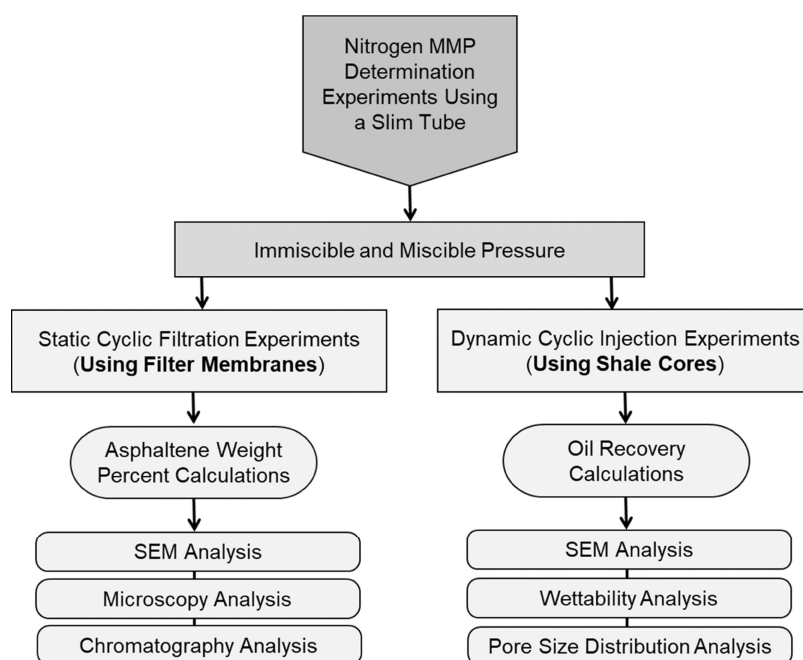 Nitrogen MMP
Determination
Experiments Using
a Slim Tube
Immiscible and Miscible Pressure
Static Cyclic Filtration Experiments
(Using Filter Membranes)
Asphaltene Weight
Percent Calculations
SEM Analysis
Microscopy Analysis
Chromatography Analysis
Dynamic Cyclic Injection Experiments
(Using Shale Cores)
Oil Recovery
Calculations
SEM Analysis
Wettability Analysis
Pore Size Distribution Analysis